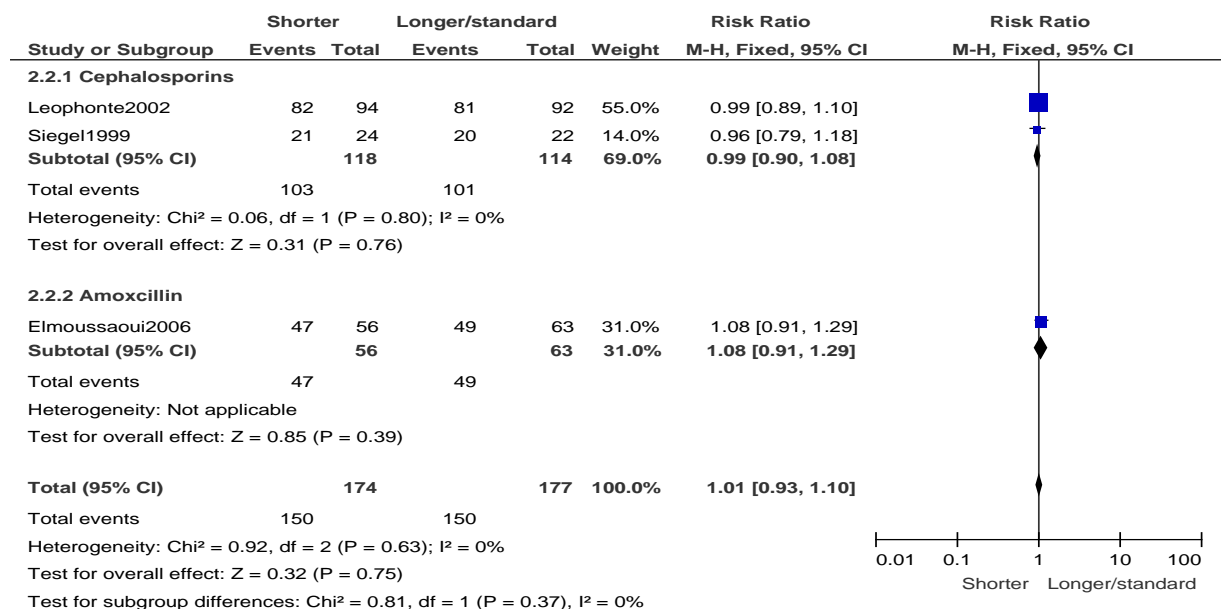 Shorter Longer/standard Risk Ratio Risk Ratio
Study or Subgroup Events Total Events Total Weight M-H, Fixed, 95% CI M-H, Fixed, 95% CI
2.2.1 Cephalosporins
Leophonte2002 82 94 81 92 55.0% 0.99 [0.89, 1.10]
Siegel1999 21 24 20 22 14.0% 0.96 [0.79, 1.18]
Subtotal (95% CI) 118 114 69.0% 0.99 [0.90, 1.08]
Total events 103 101
Heterogeneity: Chi² = 0.06, df = 1 (P = 0.80); I² = 0%
Test for overall effect: Z = 0.31 (P = 0.76)
2.2.2 Amoxcillin
Elmoussaoui2006 47 56 49 63 31.0% 1.08 [0.91, 1.29]
Subtotal (95% CI) 56 63 31.0% 1.08 [0.91, 1.29]
Total events 47 49
Heterogeneity: Not applicable
Test for overall effect: Z = 0.85 (P = 0.39)
Total (95% CI) 174 177 100.0% 1.01 [0.93, 1.10]
Total events 150 150
Heterogeneity: Chi² = 0.92, df = 2 (P = 0.63); I² = 0%
Test for overall effect: Z = 0.32 (P = 0.75)
Test for subgroup differences: Chi² = 0.81, df = 1 (P = 0.37), I² = 0%
0.01 0.1 1 10 100
Shorter Longer/standard